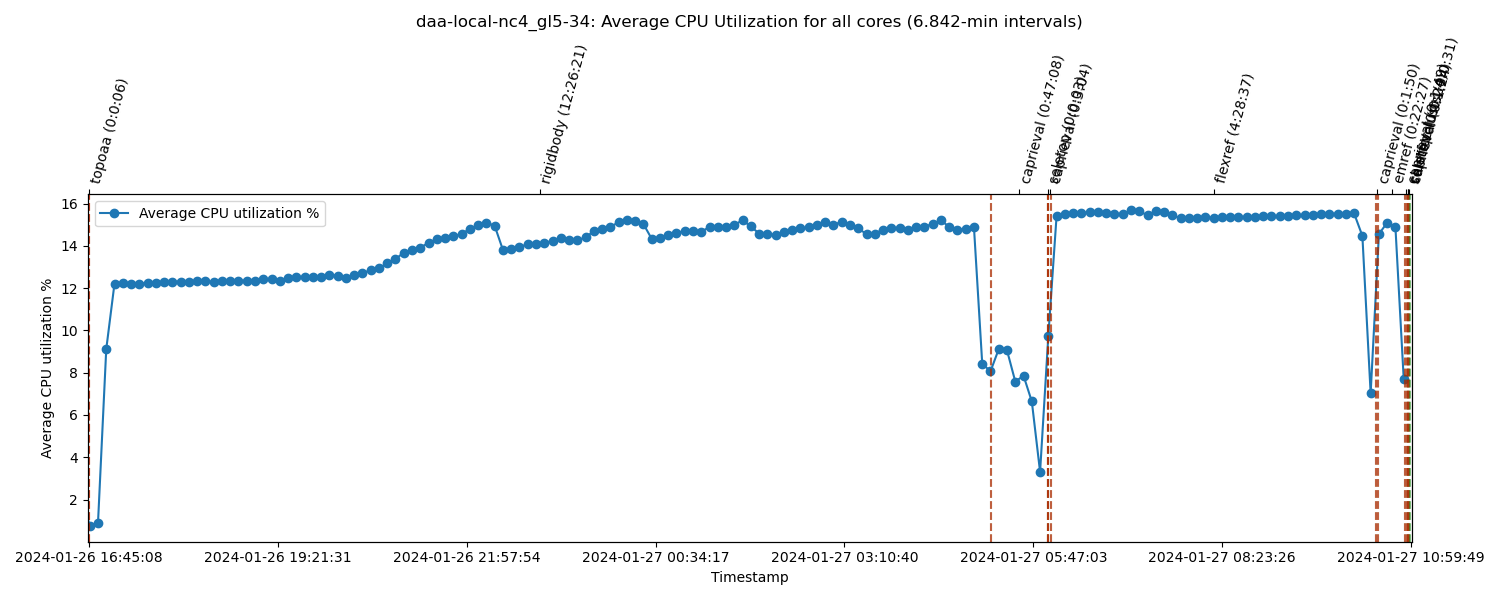 daa-local-nc4_gl5-34: Average CPU Utilization for all cores (6.842-min intervals)
topoaa (0:0:06)
rigidbody (12:26:21)
caprieval (0:47:08)
caprieval (0:3:04)
flexref (4:28:37)
caprieval (0:1:50)
emref (0:22:27)
Average CPU utilization %
16
14
12
10
8
6
4
2
Average CPU utilization %
2024-01-26 16:45:08
2024-01-26 19:21:31
2024-01-26 21:57:54
2024-01-27 00:34:17
2024-01-27 03:10:40
2024-01-27 05:47:03
2024-01-27 08:23:26
2024-01-27 10:59:49
Timestamp